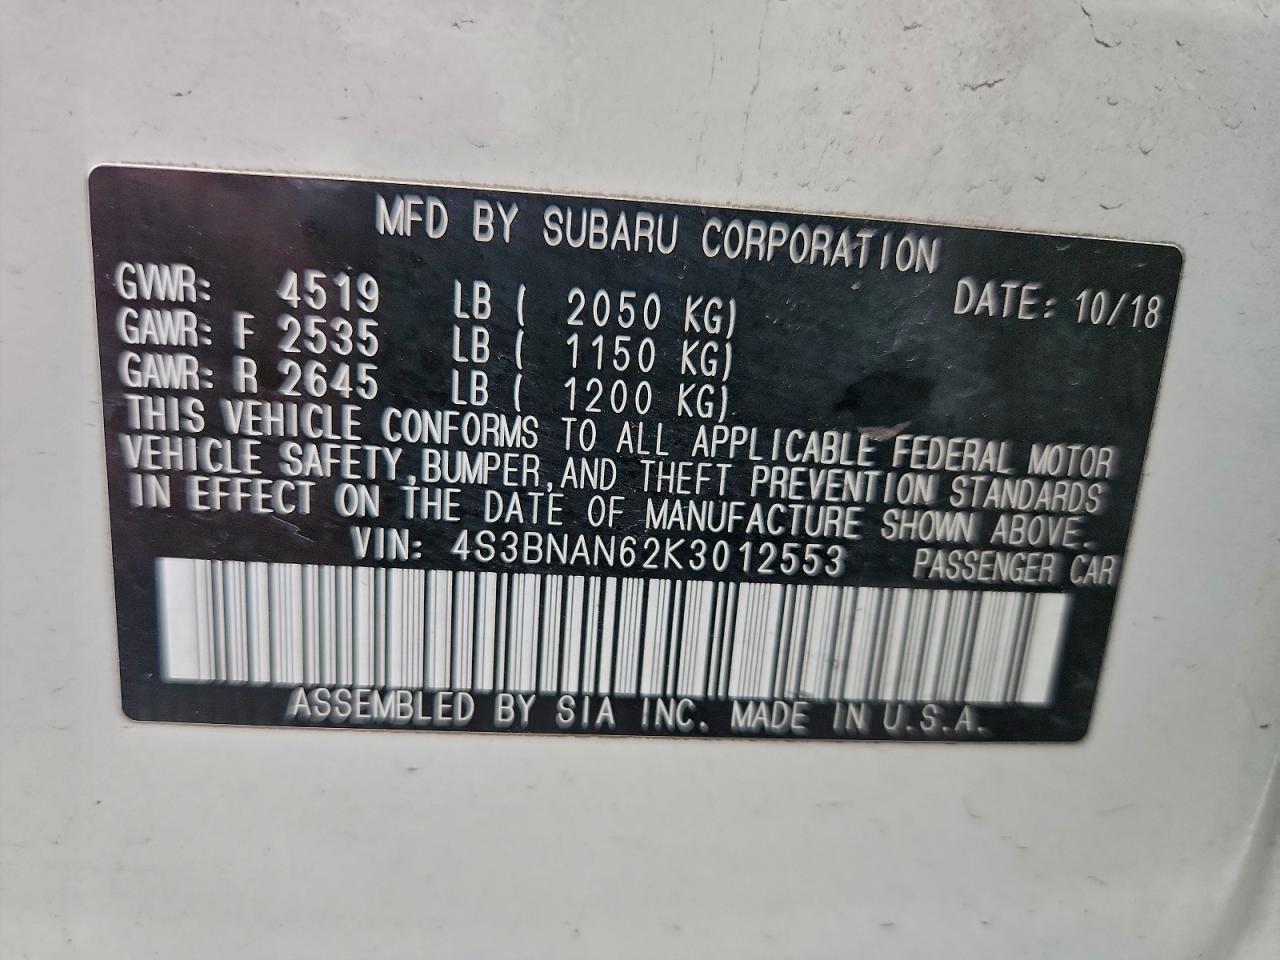 MFD BY SUBARU CORPORATION
GVWR: 4519 LB ( 2050 KG) DATE: 10/18
GAWR: F 2535 LB ( 1150 KG)
GAWR: R 2645 LB ( 1200 KG)
THIS VEHICLE CONFORMS TO ALL APPLICABLE FEDERAL MOTOR
VEHICLE SAFETY, BUMPER, AND THEFT PREVENTION STANDARDS
IN EFFECT ON THE DATE OF MANUFACTURE SHOWN ABOVE.
VIN: 4S3BNAN62K3012553 PASSENGER CAR
ASSEMBLED BY SIA INC. MADE IN U.S.A.